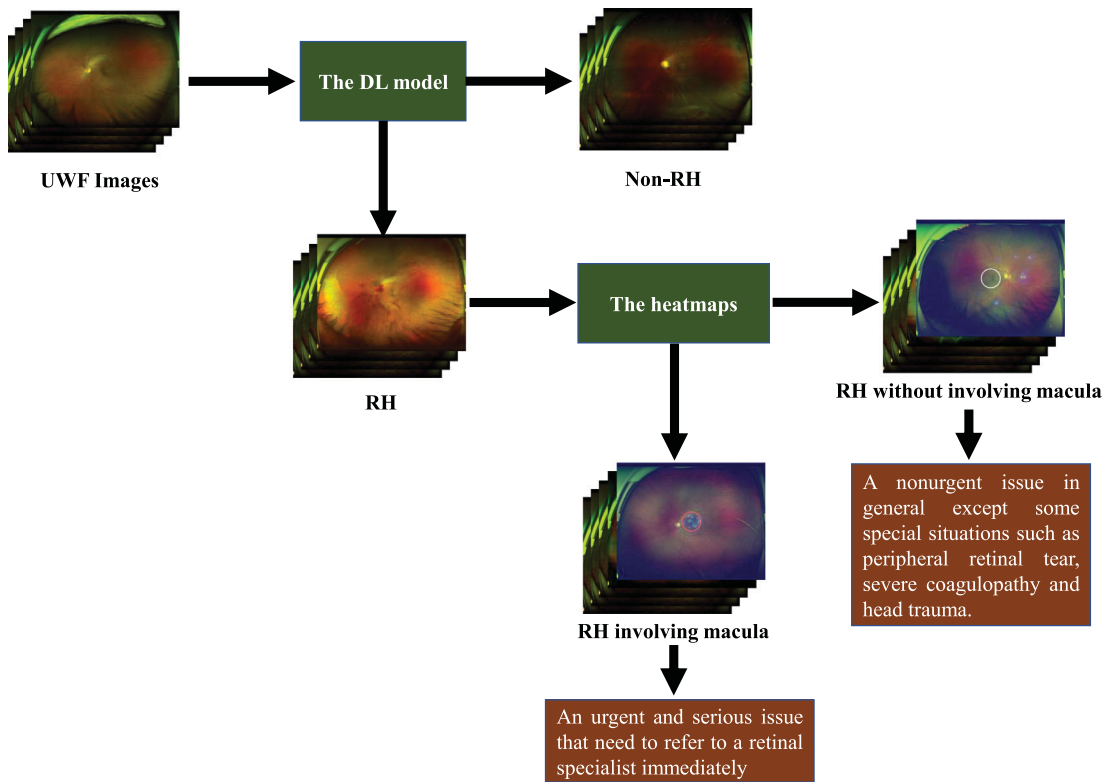 The DL model
UWF Images
Non-RH
The heatmaps
RH
RH without involving macula
A nonurgent issue in
general except some
special situations such as
peripheral retinal tear,
severe coagulopathy and
head trauma.
RH involving macula
An urgent and serious issue
that need to refer to a retinal
specialist immediately